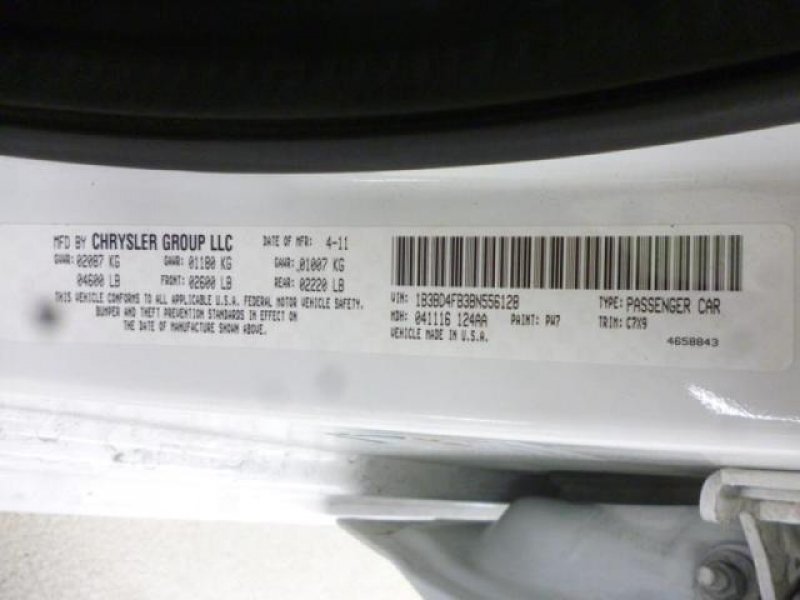 MFD BY CHRYSLER GROUP LLC DATE OF MFR: 4-11
GVWR: 02087 KG GAWR: 01180 KG GAWR: 01007 KG
04600 LB FRONT: 02600 LB REAR: 02220 LB
THIS VEHICLE CONFORMS TO ALL APPLICABLE U.S.A. FEDERAL MOTOR VEHICLE SAFETY,
BUMPER AND THEFT PREVENTION STANDARDS IN EFFECT ON
THE DATE OF MANUFACTURE SHOWN ABOVE.
VIN: 1B3BD4FB3BN556128 TYPE: PASSENGER CAR
MDH: 041116 124AA PAINT: PW7 TRIM: C7X9
VEHICLE MADE IN U.S.A.
4658843